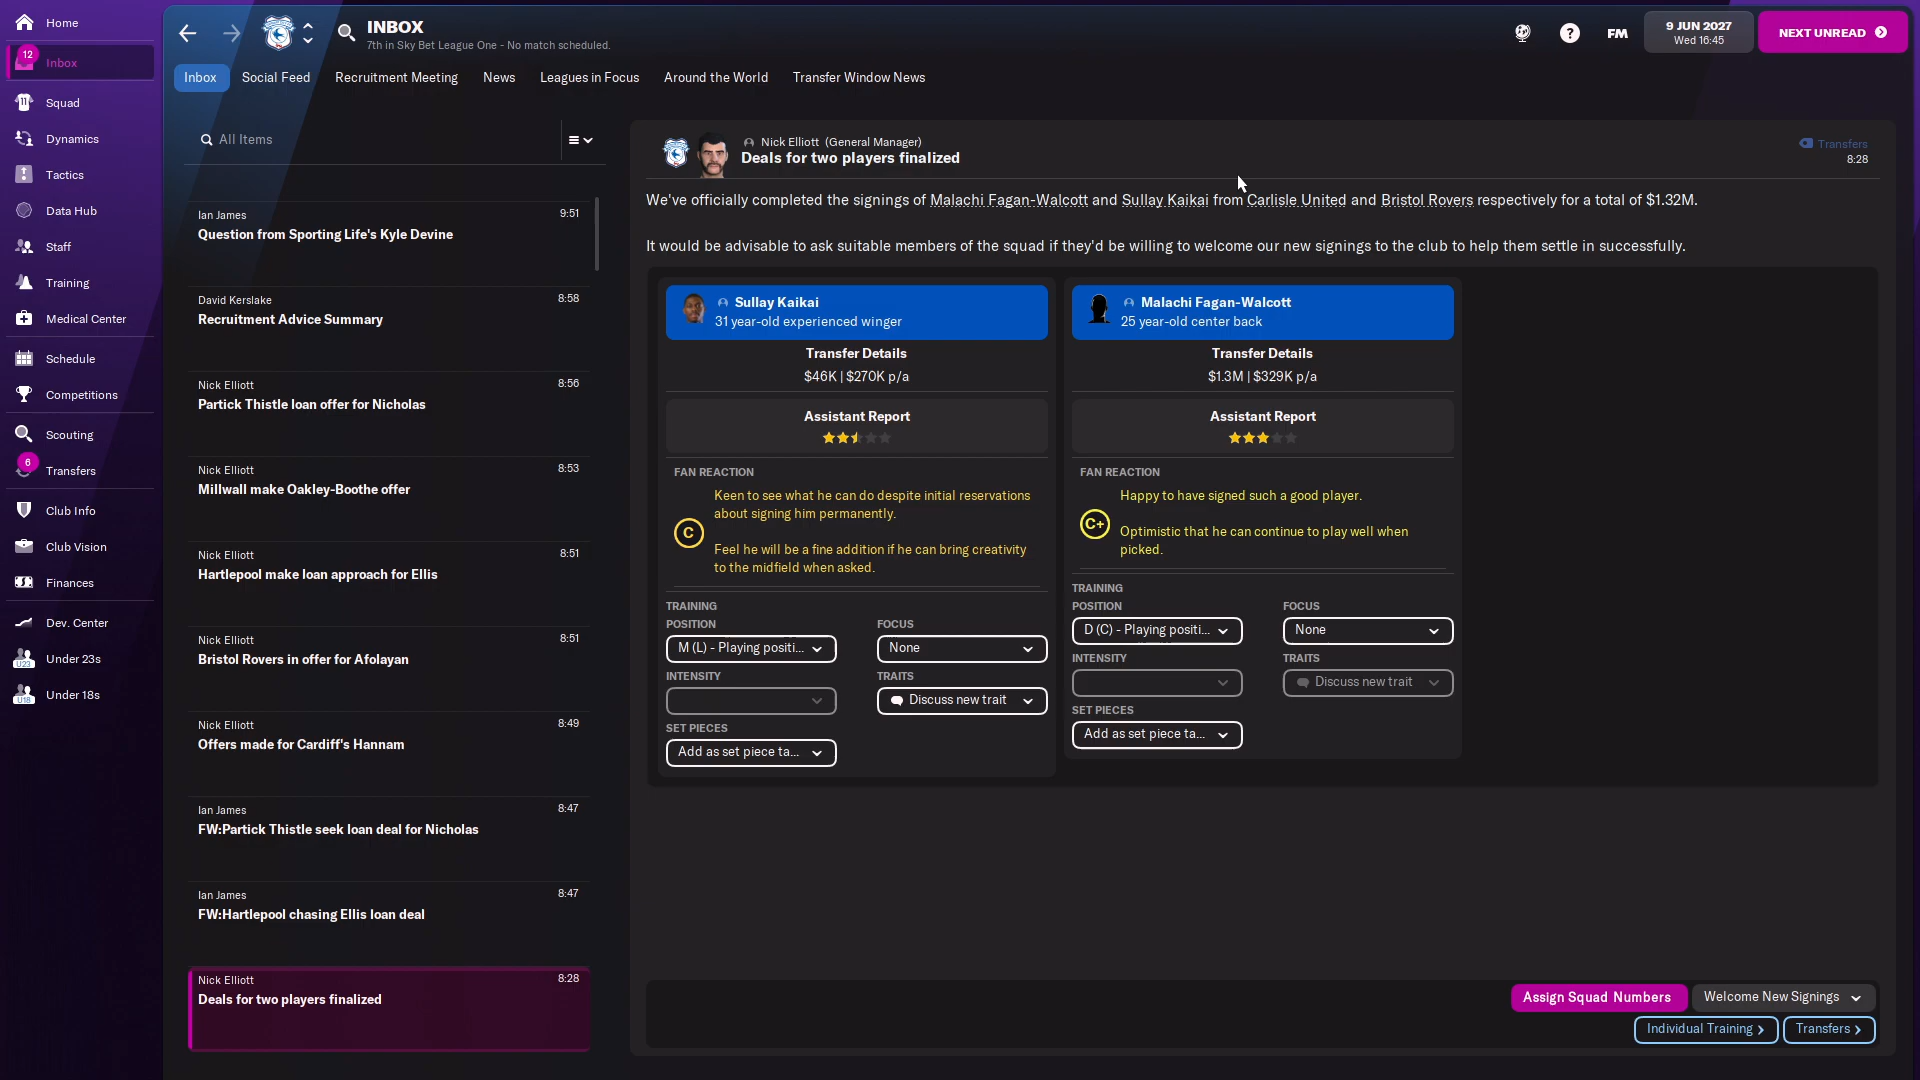 Home
12
Inbox
Squad
Dynamics
Tactics
Data Hub
Staff
Training
Medical Center
Schedule
Competitions
Scouting
6
Transfers
Club Info
Club Vision
Finances
Dev. Center
U23
Under 23s
U18
Under 18s
INBOX
7th in Sky Bet League One - No match scheduled.
?
FM
9 JUN 2027
Wed 16:45
NEXT UNREAD
Inbox
Social Feed
Recruitment Meeting
News
Leagues in Focus
Around the World
Transfer Window News
All Items
Ian James
9:51
Question from Sporting Life's Kyle Devine
David Kerslake
8:58
Recruitment Advice Summary
Nick Elliott
8:56
Partick Thistle loan offer for Nicholas
Nick Elliott
8:53
Millwall make Oakley-Boothe offer
Nick Elliott
8:51
Hartlepool make loan approach for Ellis
Nick Elliott
8:51
Bristol Rovers in offer for Afolayan
Nick Elliott
8:49
Offers made for Cardiff's Hannam
Ian James
8:47
FW:Partick Thistle seek loan deal for Nicholas
Ian James
8:47
FW:Hartlepool chasing Ellis loan deal
Nick Elliott
8:28
Deals for two players finalized
Nick Elliott (General Manager)
Deals for two players finalized
Transfers
8:28
We've officially completed the signings of Malachi Fagan-Walcott and Sullay Kaikai from Carlisle United and Bristol Rovers respectively for a total of $1.32M.
It would be advisable to ask suitable members of the squad if they'd be willing to welcome our new signings to the club to help them settle in successfully.
Sullay Kaikai
31 year-old experienced winger
Transfer Details
$46K | $270K p/a
Assistant Report
FAN REACTION
C
Keen to see what he can do despite initial reservations
about signing him permanently.
Feel he will be a fine addition if he can bring creativity
to the midfield when asked.
TRAINING
POSITION
FOCUS
M (L) - Playing positi...
None
INTENSITY
TRAITS
Discuss new trait
SET PIECES
Add as set piece ta...
Malachi Fagan-Walcott
25 year-old center back
Transfer Details
$1.3M | $329K p/a
Assistant Report
FAN REACTION
C+
Happy to have signed such a good player.
Optimistic that he can continue to play well when
picked.
TRAINING
POSITION
FOCUS
D (C) - Playing positi...
None
INTENSITY
TRAITS
Discuss new trait
SET PIECES
Add as set piece ta...
Assign Squad Numbers
Welcome New Signings
Individual Training
Transfers